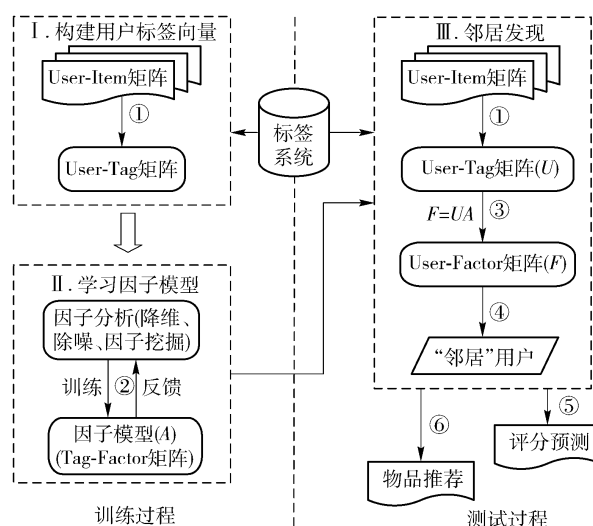 Ⅰ.构建用户标签向量
User-Item矩阵
①
User-Tag矩阵
Ⅱ.学习因子模型
因子分析(降维、
除噪、因子挖掘)
训练 ② 反馈
因子模型(A)
(Tag-Factor矩阵)
训练过程
标签
系统
Ⅲ.邻居发现
User-Item矩阵
①
User-Tag矩阵(U)
F=UA ③
User-Factor矩阵(F)
④
“邻居”用户
⑥
⑤
物品推荐
评分预测
测试过程